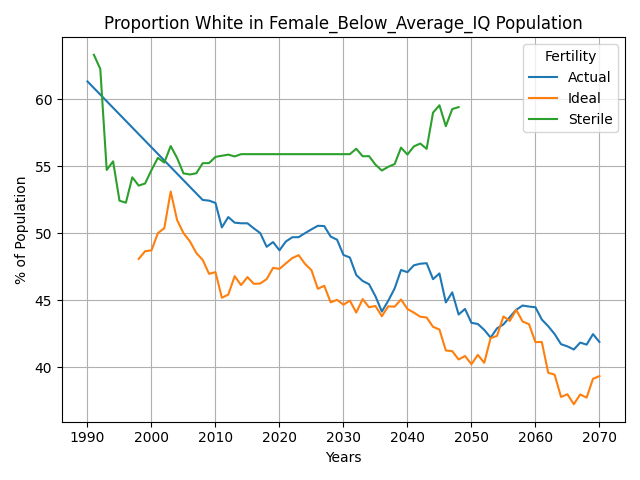 Proportion White in Female_Below_Average_IQ Population
Fertility
Actual
Ideal
Sterile
% of Population
60
55
50
45
40
1990 2000 2010 2020 2030 2040 2050 2060 2070
Years